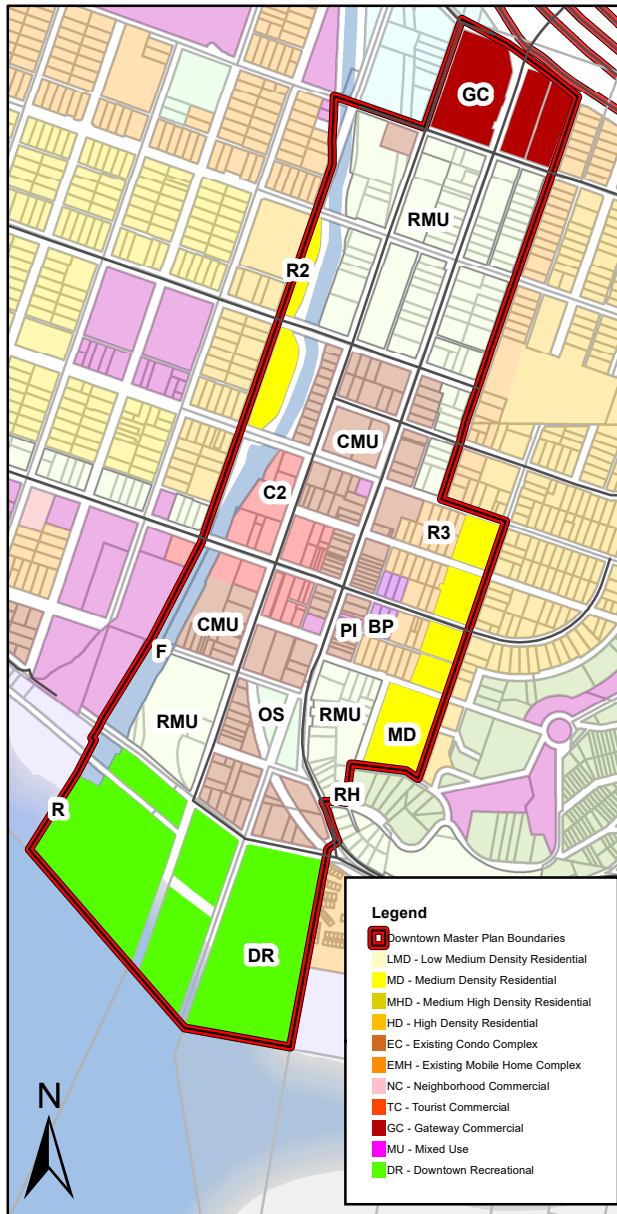 GC
RMU
R2
CMU
C2
R3
PI
BP
CMU
F
RMU
OS
RMU
MD
RH
R
DR
N
Legend
Downtown Master Plan Boundaries
LMD - Low Medium Density Residential
MD - Medium Density Residential
MHD - Medium High Density Residential
HD - High Density Residential
EC - Existing Condo Complex
EMH - Existing Mobile Home Complex
NC - Neighborhood Commercial
TC - Tourist Commercial
GC - Gateway Commercial
MU - Mixed Use
DR - Downtown Recreational